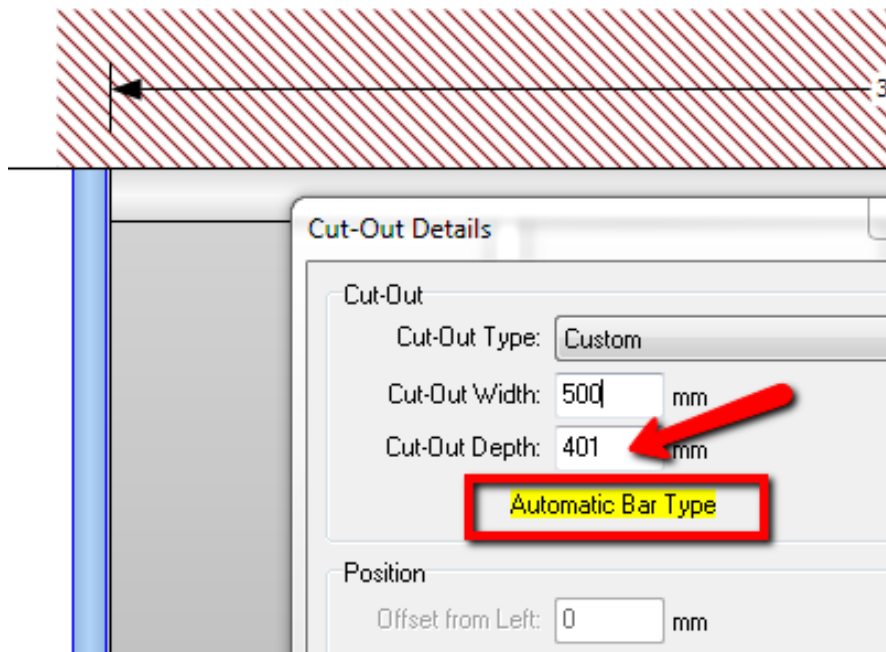 3
Cut-Out Details
Cut-Out
Cut-Out Type: Custom
Cut-Out Width: 500 mm
Cut-Out Depth: 401 mm
Automatic Bar Type
Position
Offset from Left: 0 mm